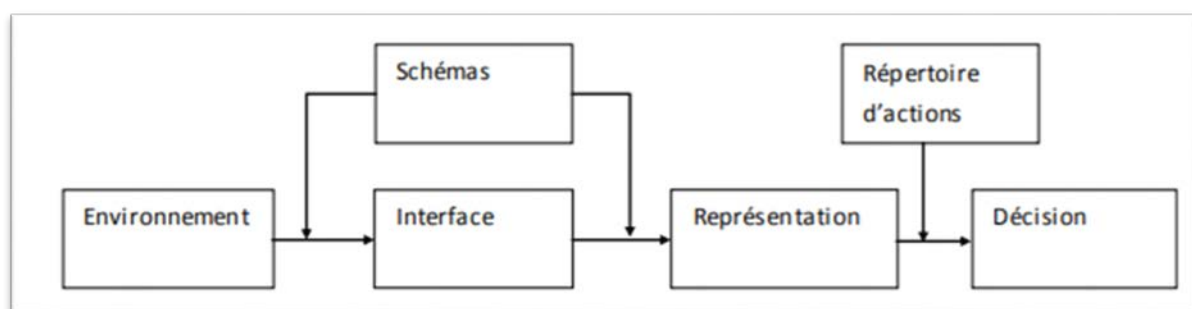 Schémas
Répertoire
d’actions
Environnement
Interface
Représentation
Décision